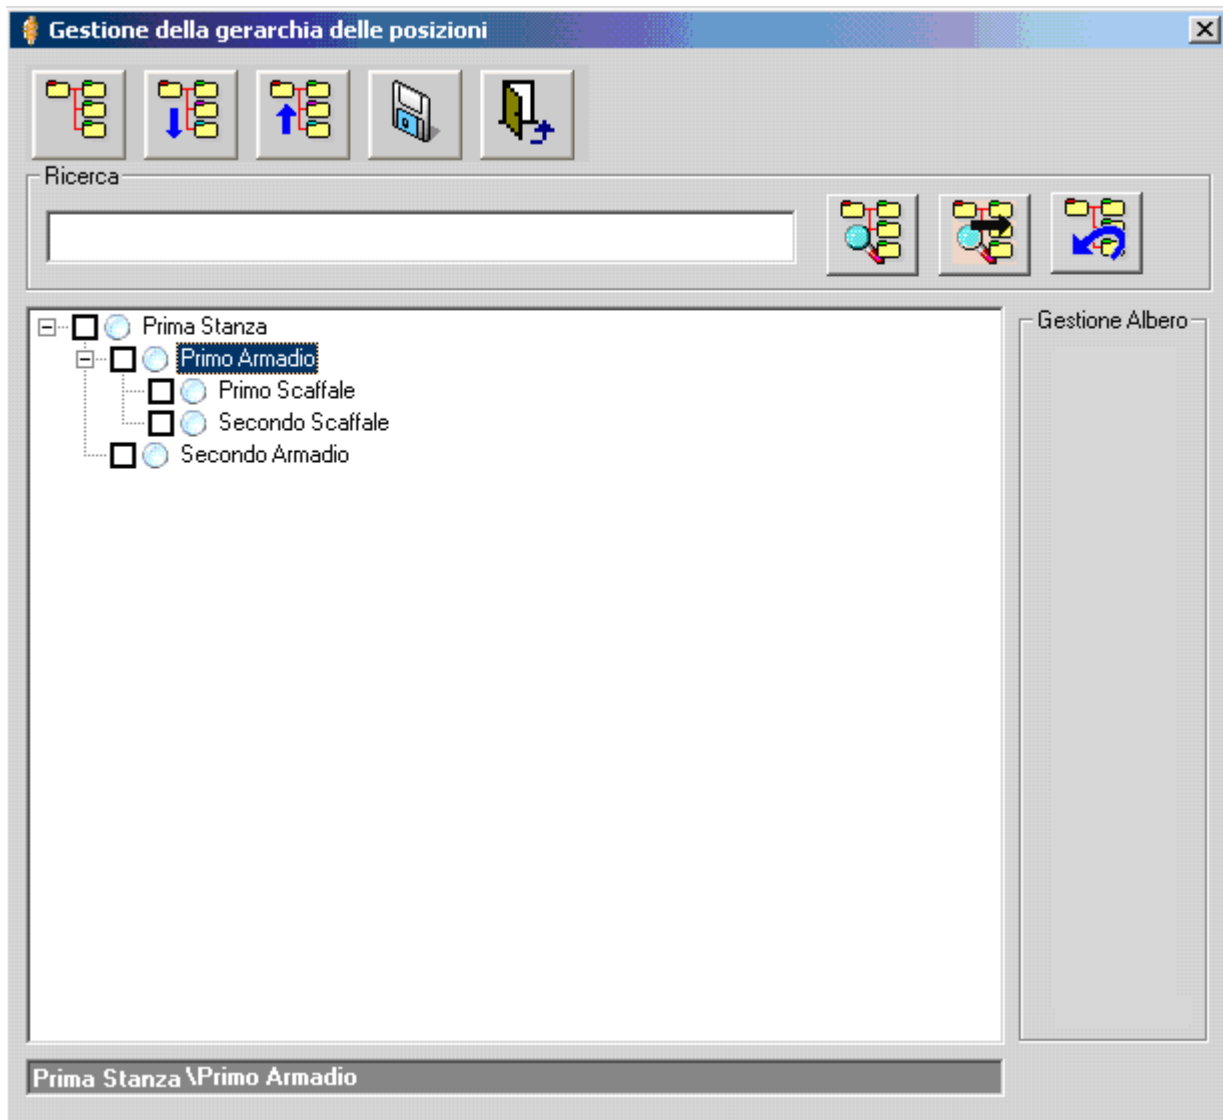 Gestione della gerarchia delle posizioni
Ricerca
Prima Stanza
Gestione Albero
Primo Armadio
Primo Scaffale
Secondo Scaffale
Secondo Armadio
Prima Stanza\Primo Armadio